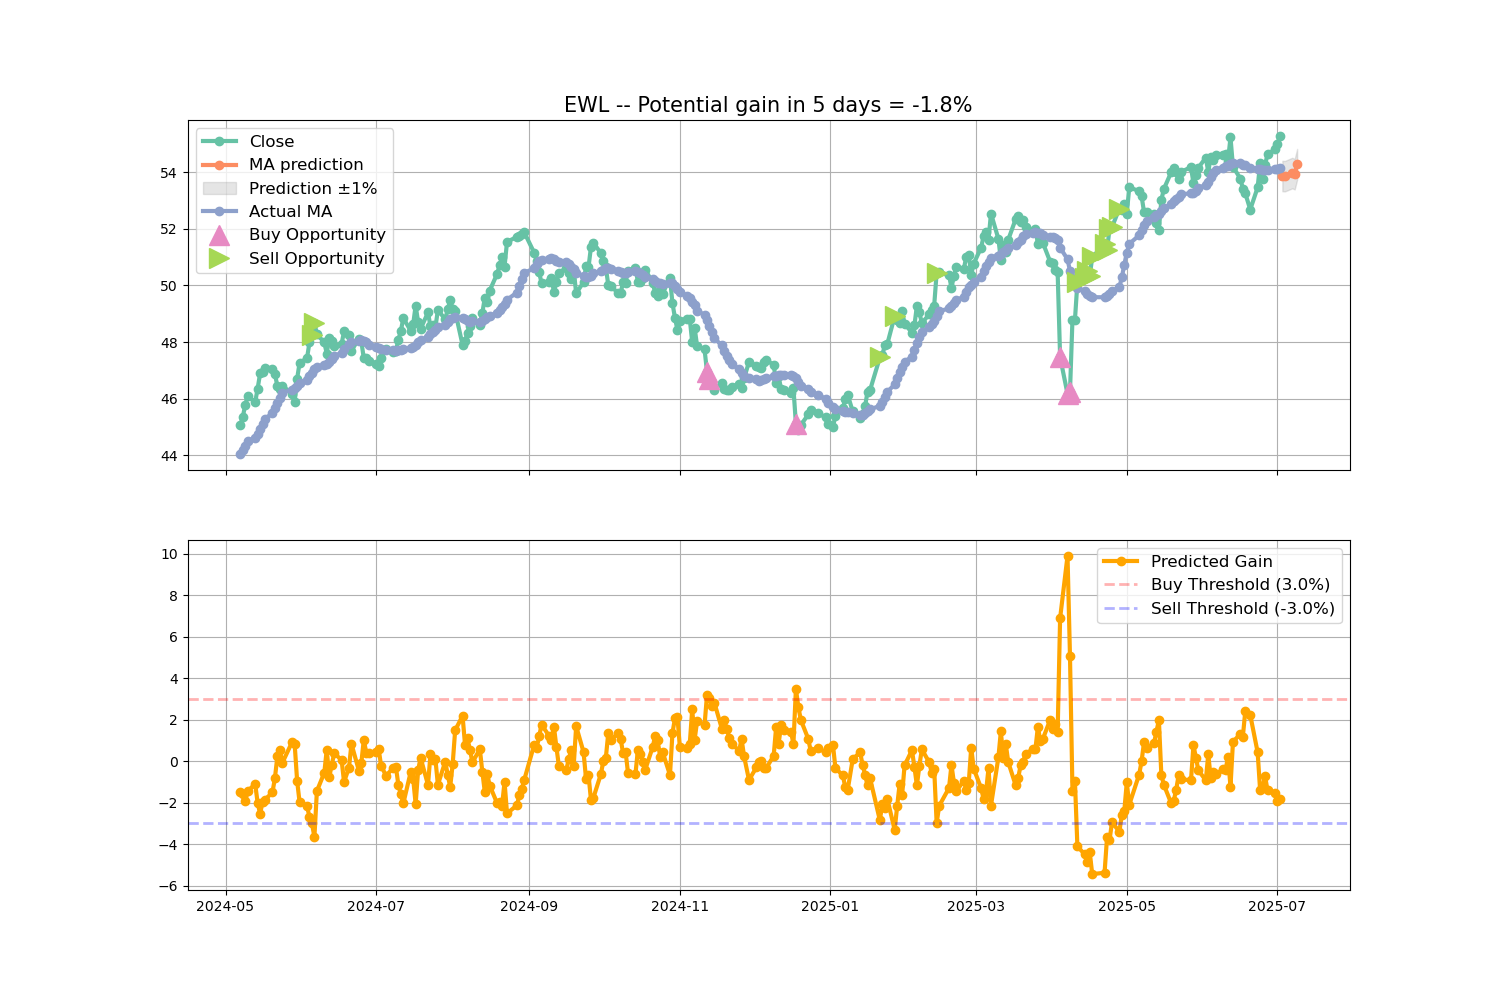 EWL -- Potential gain in 5 days = -1.8%
Close
MA prediction
Prediction ±1%
Actual MA
Buy Opportunity
Sell Opportunity
54
52
50
48
46
44
Predicted Gain
Buy Threshold (3.0%)
Sell Threshold (-3.0%)
10
8
6
4
2
0
−2
−4
−6
2024-05 2024-07 2024-09 2024-11 2025-01 2025-03 2025-05 2025-07